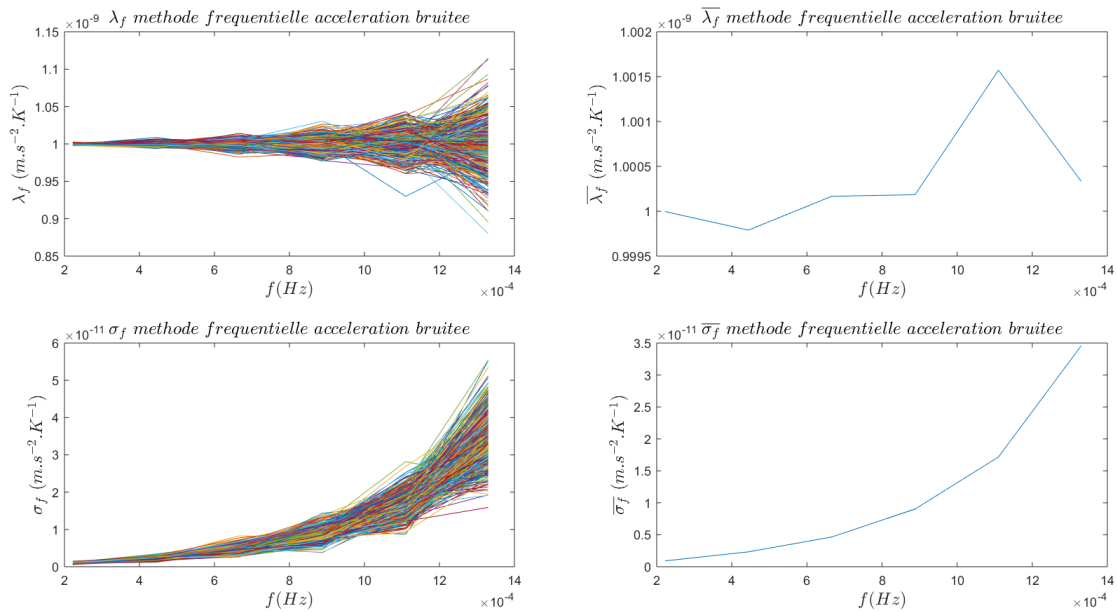 ×10⁻⁹ λ_f methode frequentielle acceleration bruitee
1.15
1.1
1.05
1
0.95
0.9
0.85
λ_f (m.s⁻².K⁻¹)
2 4 6 8 10 12 14
f(Hz) ×10⁻⁴
×10⁻⁹ λ̅_f methode frequentielle acceleration bruitee
1.002
1.0015
1.001
1.0005
1
0.9995
λ̅_f (m.s⁻².K⁻¹)
2 4 6 8 10 12 14
f(Hz) ×10⁻⁴
×10⁻¹¹ σ_f methode frequentielle acceleration bruitee
6
5
4
3
2
1
0
σ_f (m.s⁻².K⁻¹)
2 4 6 8 10 12 14
f(Hz) ×10⁻⁴
×10⁻¹¹ σ̅_f methode frequentielle acceleration bruitee
3.5
3
2.5
2
1.5
1
0.5
0
σ̅_f (m.s⁻².K⁻¹)
2 4 6 8 10 12 14
f(Hz) ×10⁻⁴